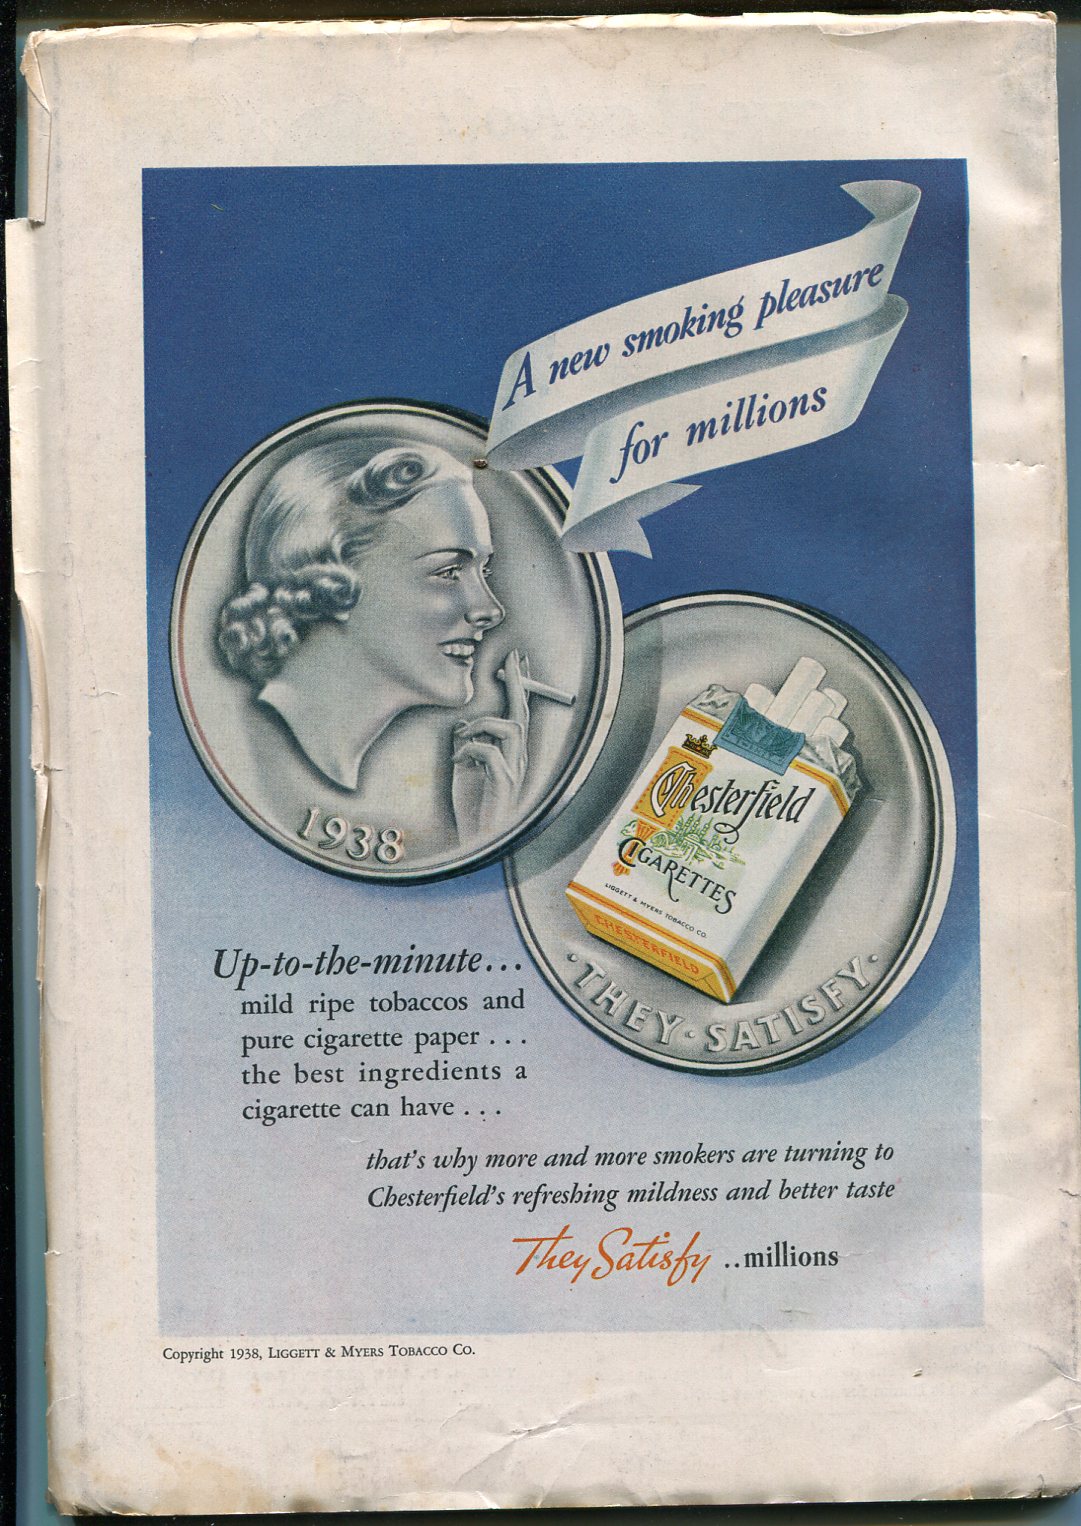 A new smoking pleasure
for millions
1938
Chesterfield
CIGARETTES
LIGGETT & MYERS TOBACCO CO.
CHESTERFIELD
· THEY · SATISFY ·
Up-to-the-minute...
mild ripe tobaccos and
pure cigarette paper . . .
the best ingredients a
cigarette can have . . .
that's why more and more smokers are turning to
Chesterfield's refreshing mildness and better taste
They Satisfy ..millions
Copyright 1938, LIGGETT & MYERS TOBACCO CO.